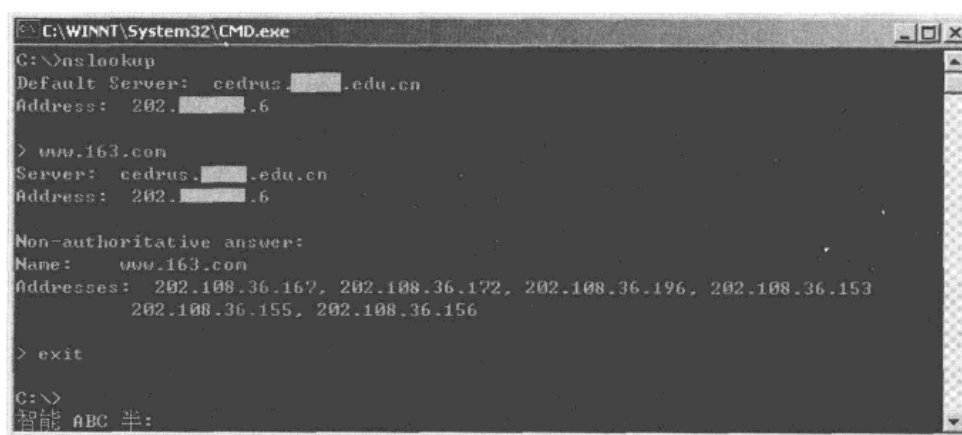 C:\WINNT\System32\CMD.exe
C:\>nslookup
Default Server:  cedrus. .edu.cn
Address:  202. .6
> www.163.com
Server:  cedrus. .edu.cn
Address:  202. .6
Non-authoritative answer:
Name:    www.163.com
Addresses:  202.108.36.167, 202.108.36.172, 202.108.36.196, 202.108.36.153
202.108.36.155, 202.108.36.156
> exit
C:\>
智能 ABC 半: